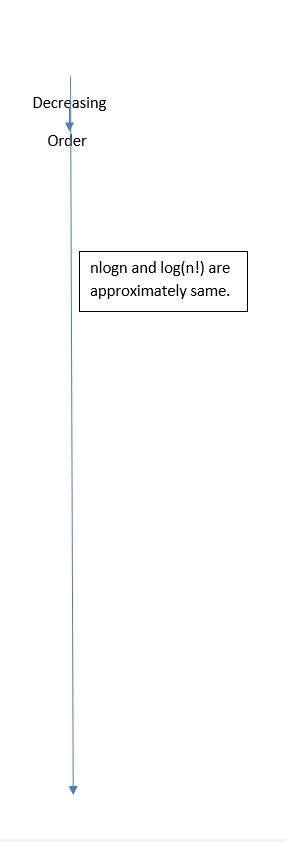 Decreasing
Order
nlogn and log(n!) are
approximately same.